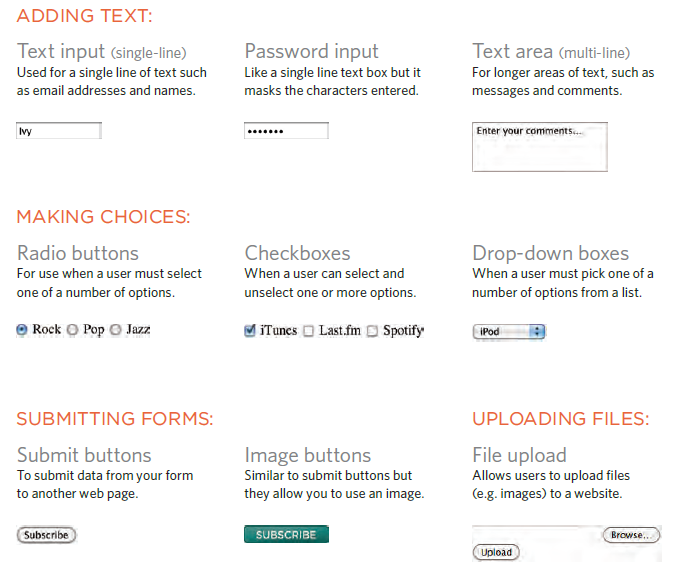 ADDING TEXT:
Text input (single-line)
Used for a single line of text such
as email addresses and names.
Ivy
Password input
Like a single line text box but it
masks the characters entered.
•••••••
Text area (multi-line)
For longer areas of text, such as
messages and comments.
Enter your comments...
MAKING CHOICES:
Radio buttons
For use when a user must select
one of a number of options.
Rock Pop Jazz
Checkboxes
When a user can select and
unselect one or more options.
iTunes Last.fm Spotify
Drop-down boxes
When a user must pick one of a
number of options from a list.
iPod
SUBMITTING FORMS:
Submit buttons
To submit data from your form
to another web page.
Subscribe
Image buttons
Similar to submit buttons but
they allow you to use an image.
SUBSCRIBE
UPLOADING FILES:
File upload
Allows users to upload files
(e.g. images) to a website.
Browse...
Upload